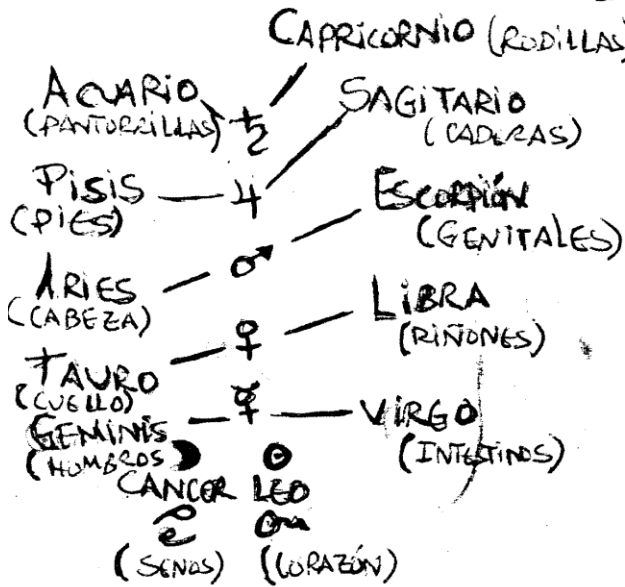 CAPRICORNIO (RODILLAS)
ACUARIO
(PANTORRILLAS) ♄
SAGITARIO
(CADERAS)
PISIS ♃
(PIES)
ESCORPIÓN
(GENITALES)
ARIES ♂
(CABEZA)
LIBRA
(RIÑONES)
TAURO ♀
(CUELLO)
GEMINIS ☿ VIRGO
(HOMBROS ☽ ☉ (INTESTINOS)
CANCER LEO
(SENOS) (CORAZÓN)